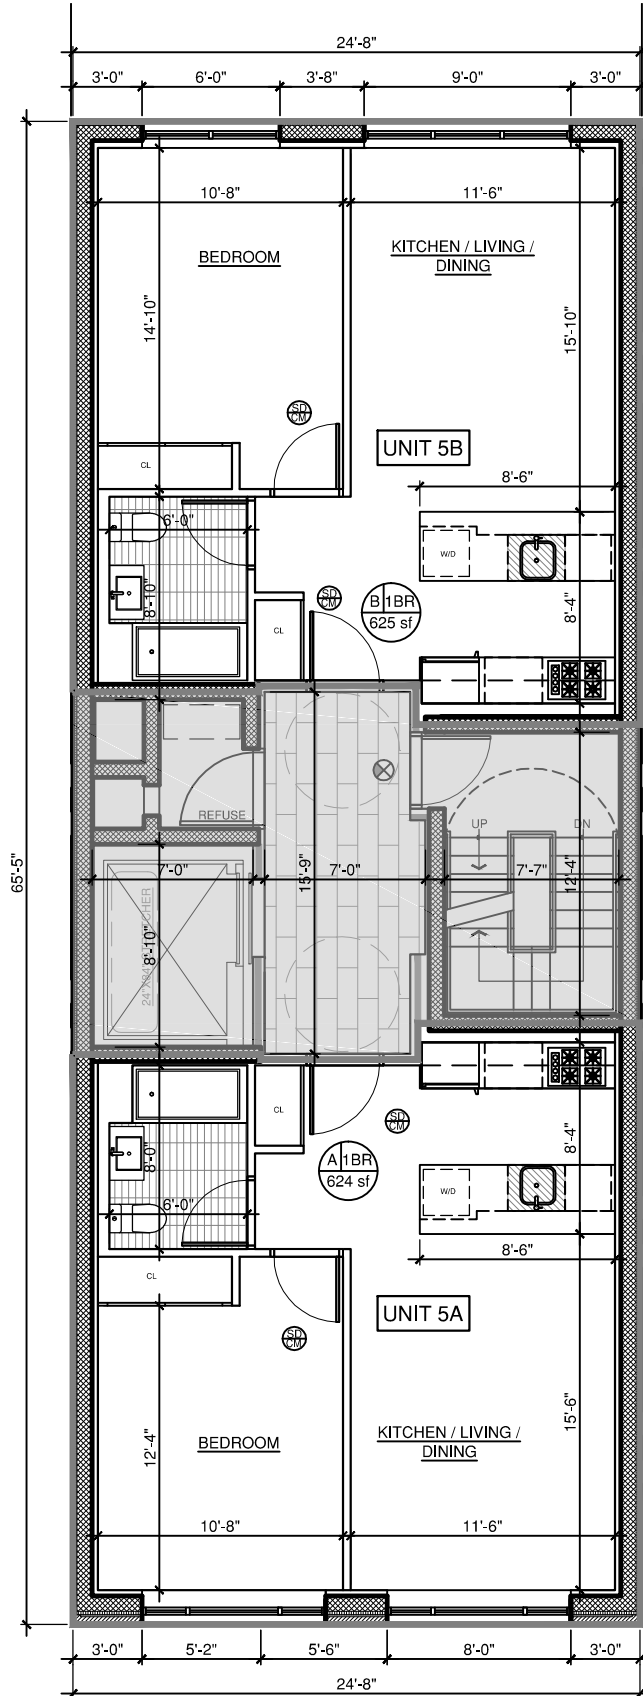 24'-8"
3'-0" 6'-0" 3'-8" 9'-0" 3'-0"
10'-8" 11'-6"
BEDROOM
KITCHEN / LIVING /
DINING
14'-10"
15'-10"
SD
CM
UNIT 5B
CL
8'-6"
6'-0"
W/D
8'-10"
SD
CM
B 1BR
625 sf
8'-4"
CL
REFUSE
UP DN
65'-5"
7'-0" 15'-9" 7'-0" 7'-7" 12'-4"
8'-10"
CL
SD
CM
8'-4"
8'-0"
A 1BR
624 sf
W/D
6'-0"
8'-6"
CL
UNIT 5A
SD
CM
15'-6"
12'-4"
BEDROOM
KITCHEN / LIVING /
DINING
10'-8" 11'-6"
3'-0" 5'-2" 5'-6" 8'-0" 3'-0"
24'-8"